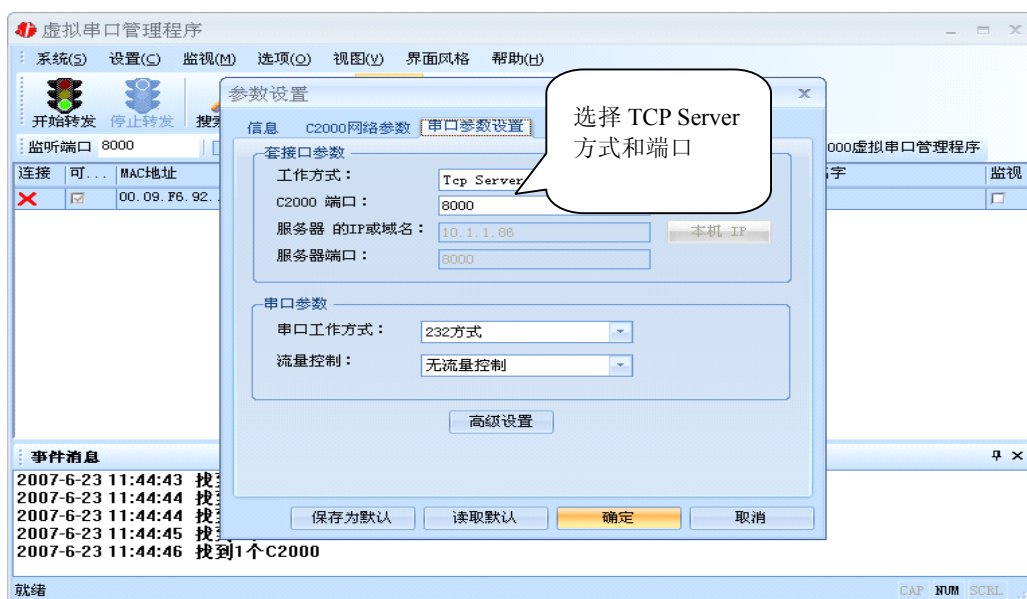 虚拟串口管理程序
系统(S) 设置(C) 监视(M) 选项(O) 视图(V) 界面风格 帮助(H)
开始转发 停止转发
监听端口 8000
000虚拟串口管理程序
连接 可... MAC地址 字 监视
00.09.F6.92.
参数设置
信息 C2000网络参数 串口参数设置
选择 TCP Server
方式和端口
套接口参数
工作方式： Tcp Server
C2000 端口： 8000
服务器 的IP或域名： 10.1.1.86 本机 IP
服务器端口： 8000
串口参数
串口工作方式： 232方式
流量控制： 无流量控制
高级设置
保存为默认 读取默认 确定 取消
事件消息
2007-6-23 11:44:43 找
2007-6-23 11:44:44 找
2007-6-23 11:44:44 找
2007-6-23 11:44:45 找
2007-6-23 11:44:46 找到1个C2000
就绪 CAP NUM SCRL